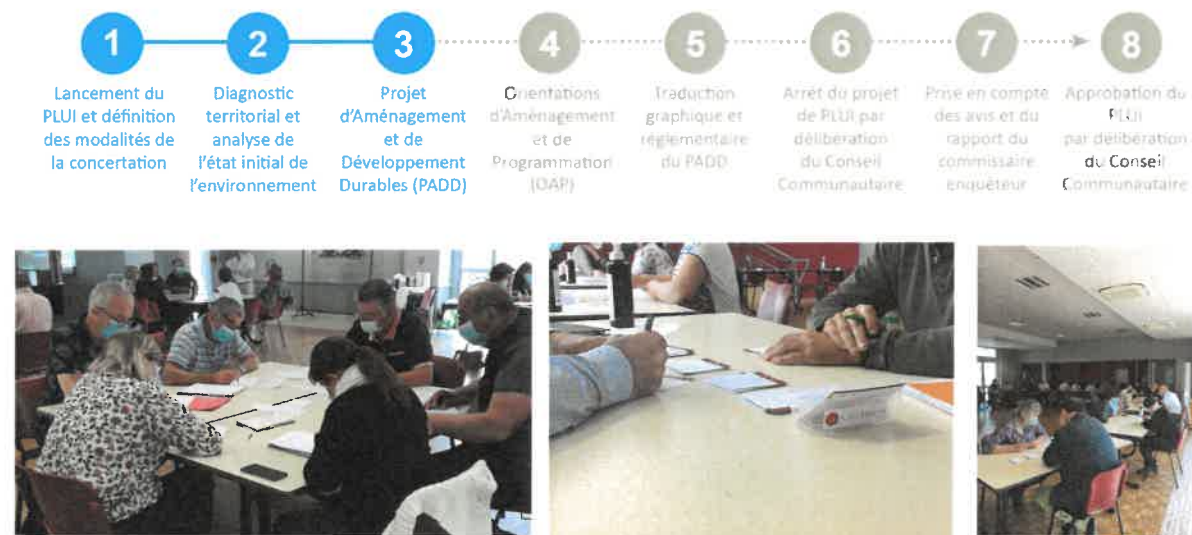 1
2
3
4
5
6
7
8
Lancement du
PLUI et définition
des modalités de
la concertation
Diagnostic
territorial et
analyse de
l'état initial de
l'environnement
Projet
d'Aménagement
et de
Développement
Durables (PADD)
Orientations
d'Aménagement
et de
Programmation
(OAP)
Traduction
graphique et
réglementaire
du PADD
Arrêt du projet
de PLUI par
délibération
du Conseil
Communautaire
Prise en compte
des avis et du
rapport du
commissaire
enquêteur
Approbation du
PLUI
par délibération
du Conseil
Communautaire